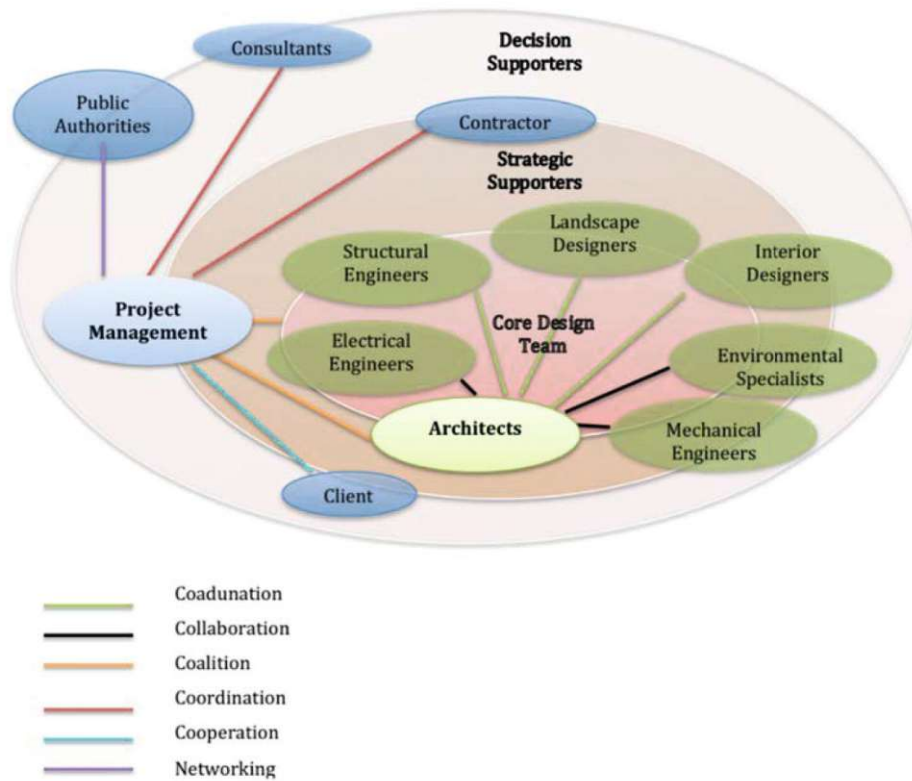 Consultants
Decision
Supporters
Public
Authorities
Contractor
Strategic
Supporters
Landscape
Designers
Structural
Engineers
Interior
Designers
Project
Management
Core Design
Team
Electrical
Engineers
Environmental
Specialists
Architects
Mechanical
Engineers
Client
Coadunation
Collaboration
Coalition
Coordination
Cooperation
Networking